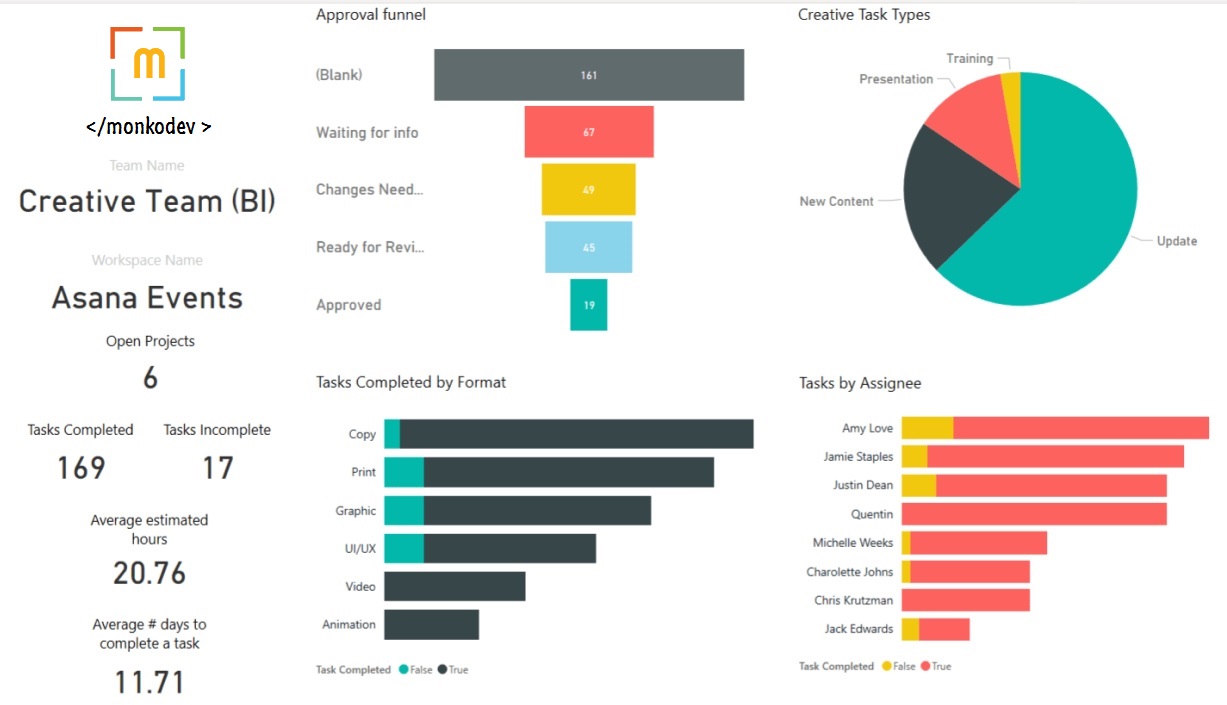 m
</monkodev >
Team Name
Creative Team (BI)
Workspace Name
Asana Events
Open Projects
6
Tasks Completed
Tasks Incomplete
169
17
Average estimated
hours
20.76
Average # days to
complete a task
11.71
Approval funnel
(Blank)
161
Waiting for info
67
Changes Need...
49
Ready for Revi...
45
Approved
19
Creative Task Types
Training
Presentation
New Content
Update
Tasks Completed by Format
Copy
Print
Graphic
UI/UX
Video
Animation
Task Completed False True
Tasks by Assignee
Amy Love
Jamie Staples
Justin Dean
Quentin
Michelle Weeks
Charolette Johns
Chris Krutzman
Jack Edwards
Task Completed False True